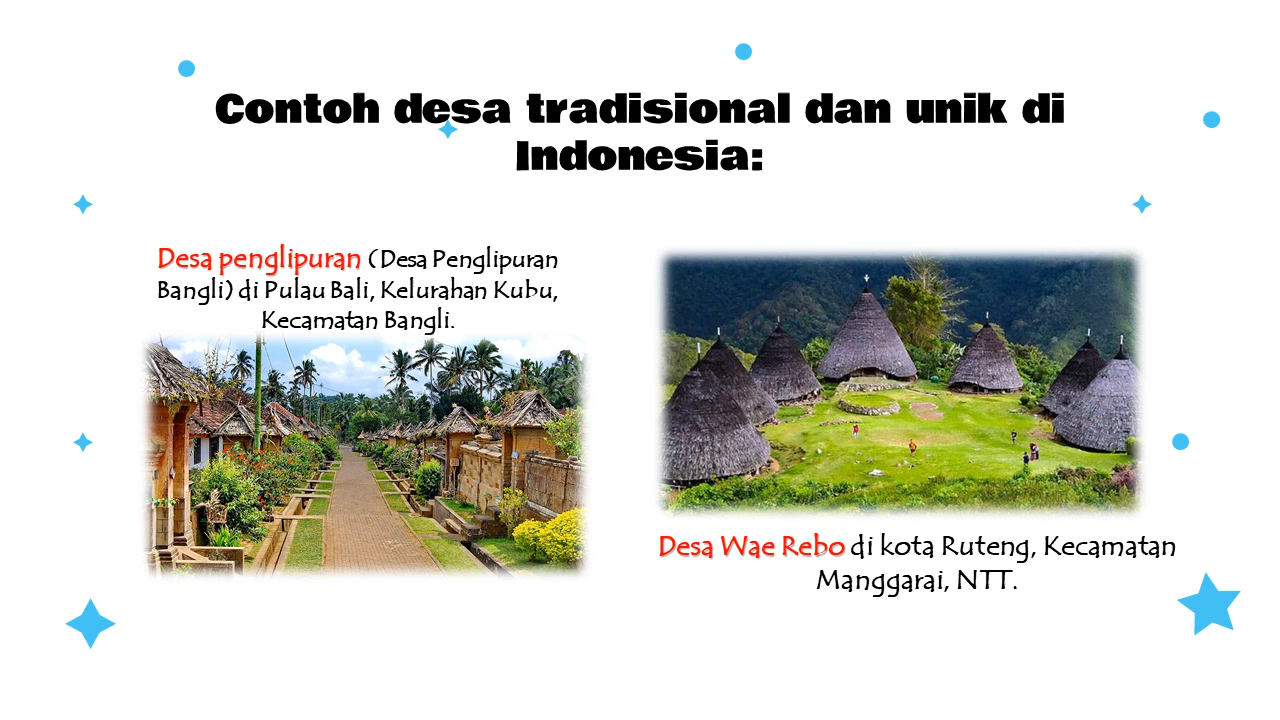 Contoh desa tradisional dan unik di
Indonesia:
Desa penglipuran (Desa Penglipuran
Bangli) di Pulau Bali, Kelurahan Kubu,
Kecamatan Bangli.
Desa Wae Rebo di kota Ruteng, Kecamatan
Manggarai, NTT.